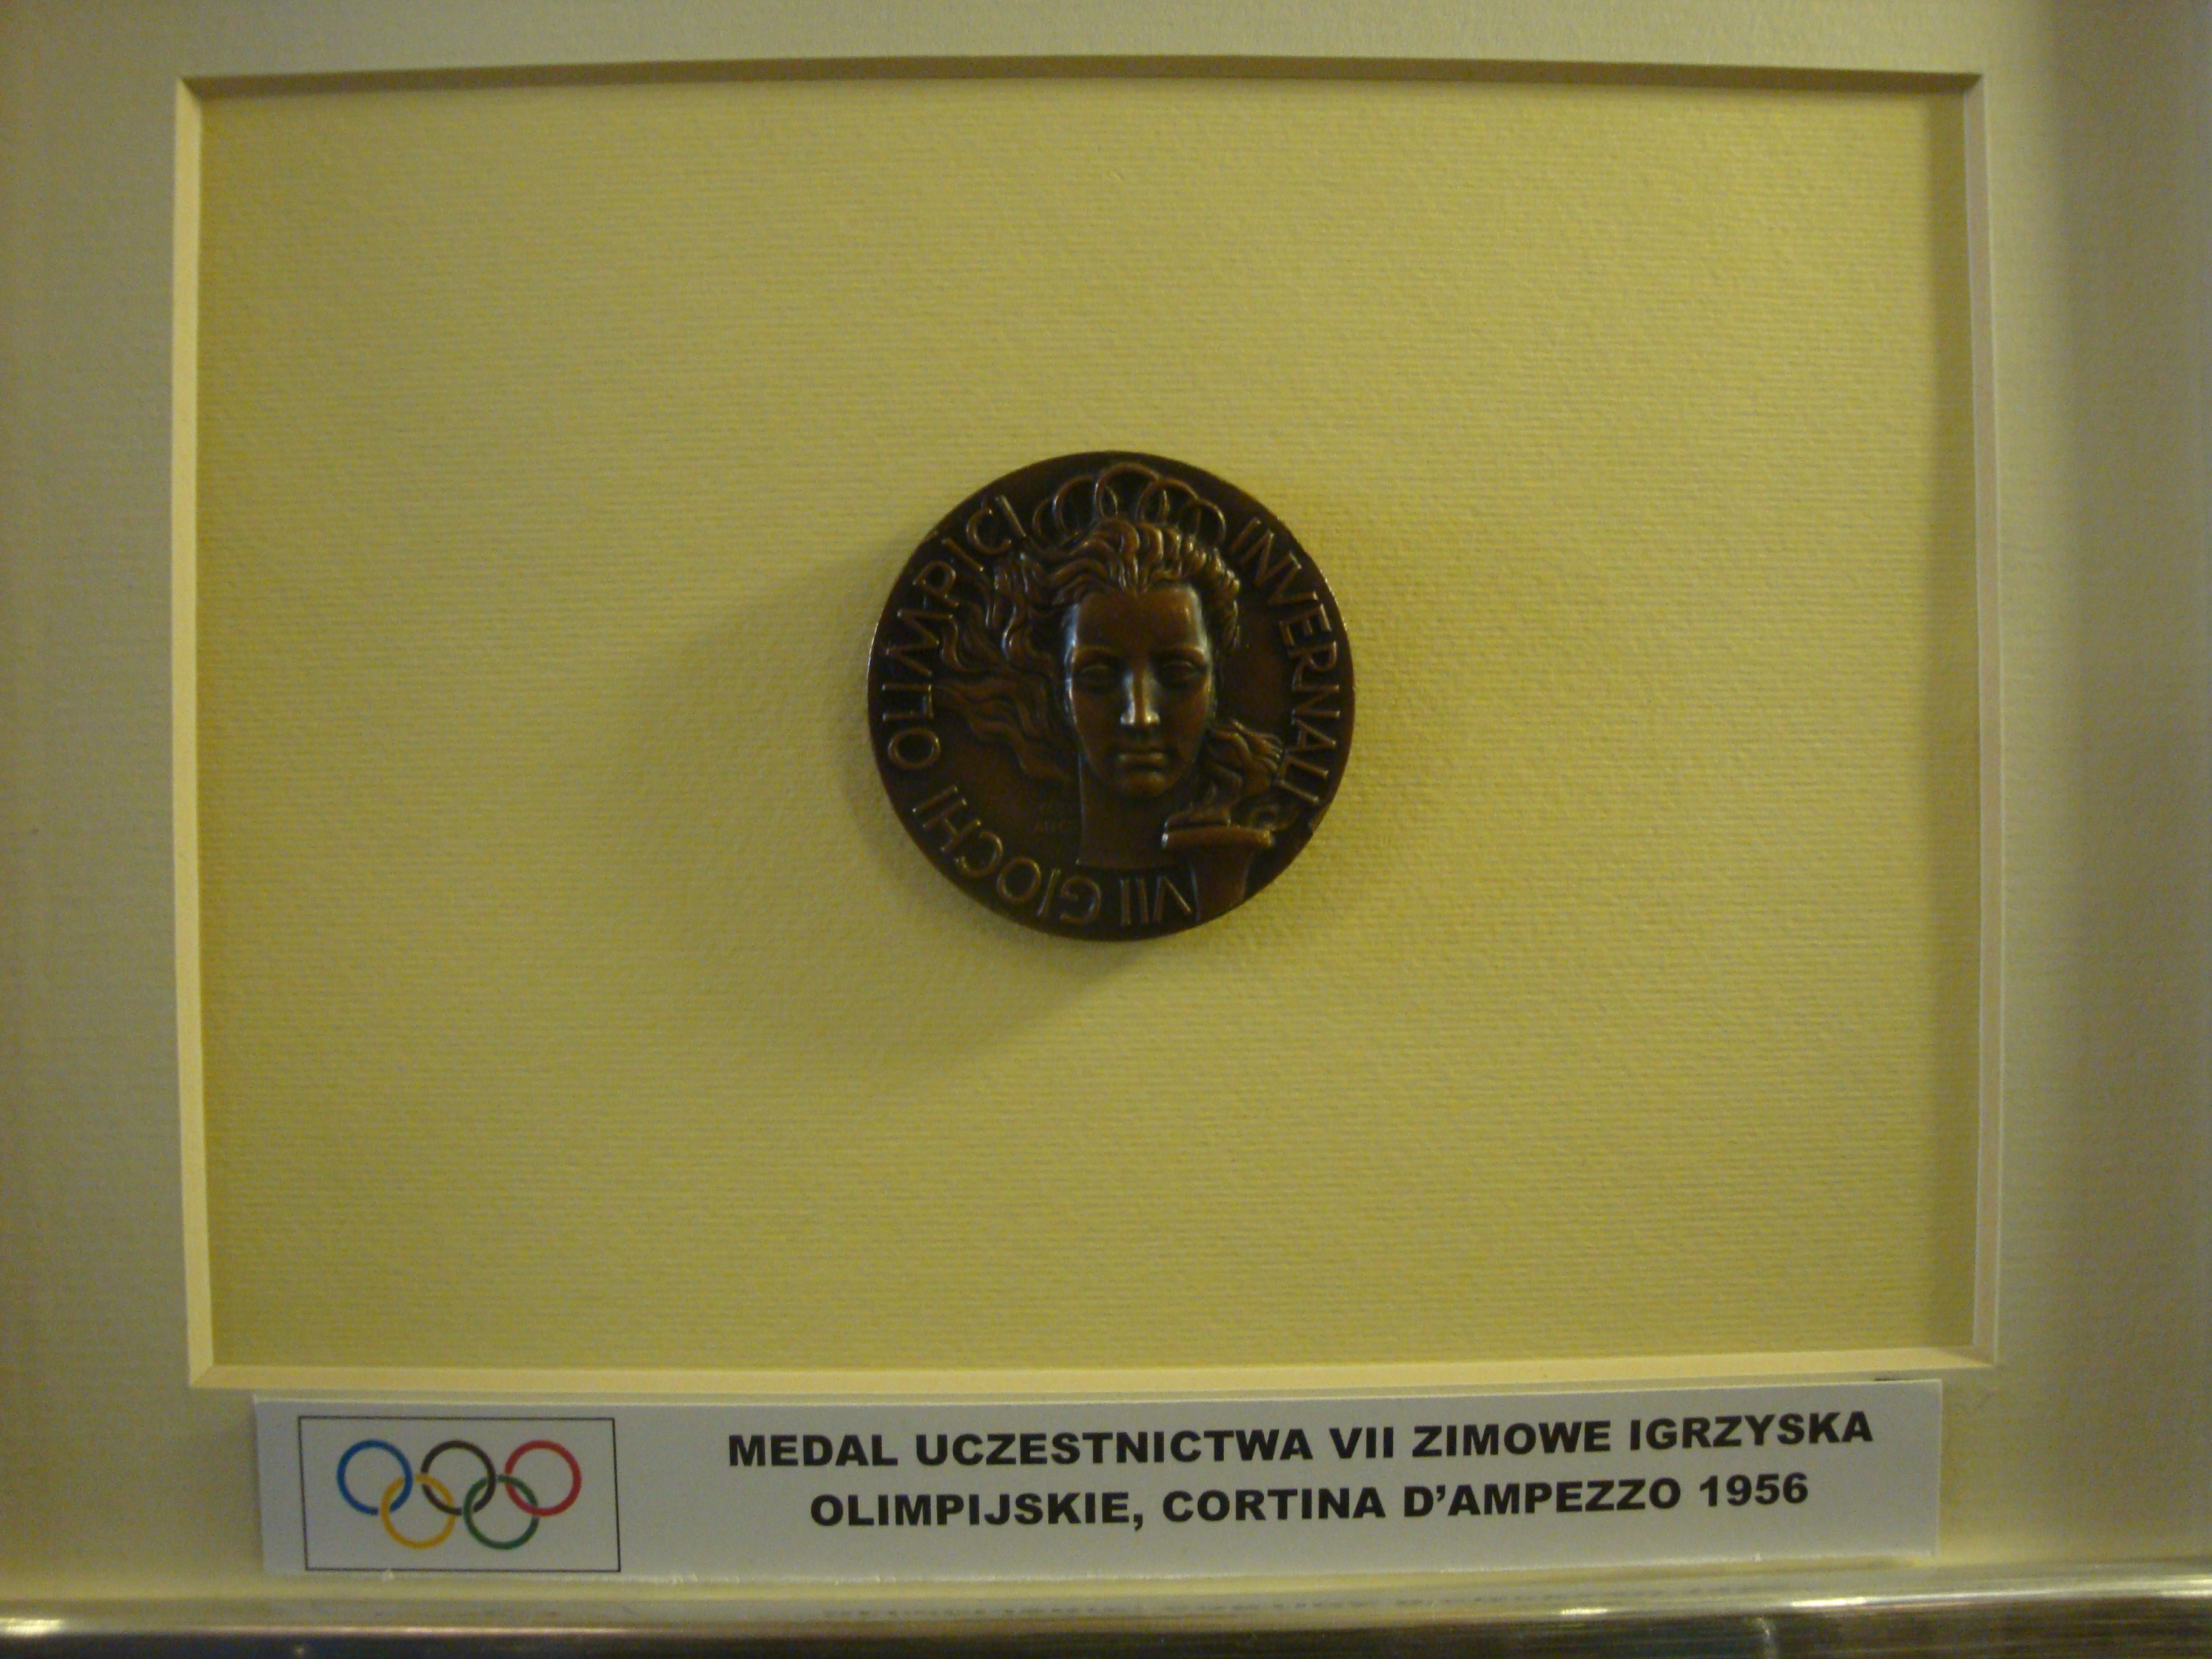 VII GIOCHI OLIMPICI INVERNALI
MEDAL UCZESTNICTWA VII ZIMOWE IGRZYSKA
OLIMPIJSKIE, CORTINA D’AMPEZZO 1956